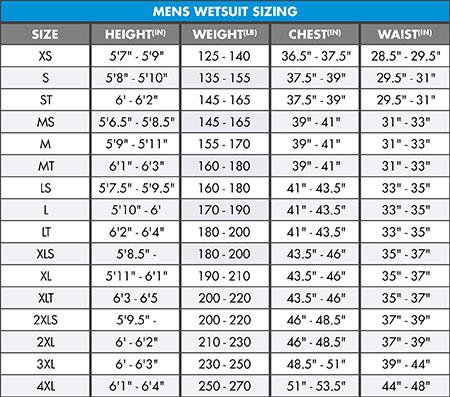 MENS WETSUIT SIZING
SIZE HEIGHT(IN) WEIGHT(LB) CHEST(IN) WAIST(IN)
XS 5'7" - 5'9" 125 - 140 36.5" - 37.5" 28.5" - 29.5"
S 5'8" - 5'10" 135 - 155 37.5" - 39" 29.5" - 31"
ST 6' - 6'2" 145 - 165 37.5" - 39" 29.5" - 31"
MS 5'6.5" - 5'8.5" 145 - 165 39" - 41" 31" - 33"
M 5'9" - 5'11" 155 - 170 39" - 41" 31" - 33"
MT 6'1" - 6'3" 160 - 180 39" - 41" 31" - 33"
LS 5'7.5" - 5'9.5" 160 - 180 41" - 43.5" 33" - 35"
L 5'10" - 6' 170 - 190 41" - 43.5" 33" - 35"
LT 6'2" - 6'4" 180 - 200 41" - 43.5" 33" - 35"
XLS 5'8.5" - 180 - 200 43.5" - 46" 35" - 37"
XL 5'11" - 6'1" 190 - 210 43.5" - 46" 35" - 37"
XLT 6'3 - 6'5 200 - 220 43.5" - 46" 35" - 37"
2XLS 5'9.5" - 200 - 220 46" - 48.5" 37" - 39"
2XL 6' - 6'2" 210 - 230 46" - 48.5" 37" - 39"
3XL 6' - 6'3" 230 - 250 48.5" - 51" 39" - 44"
4XL 6'1" - 6'4" 250 - 270 51" - 53.5" 44" - 48"